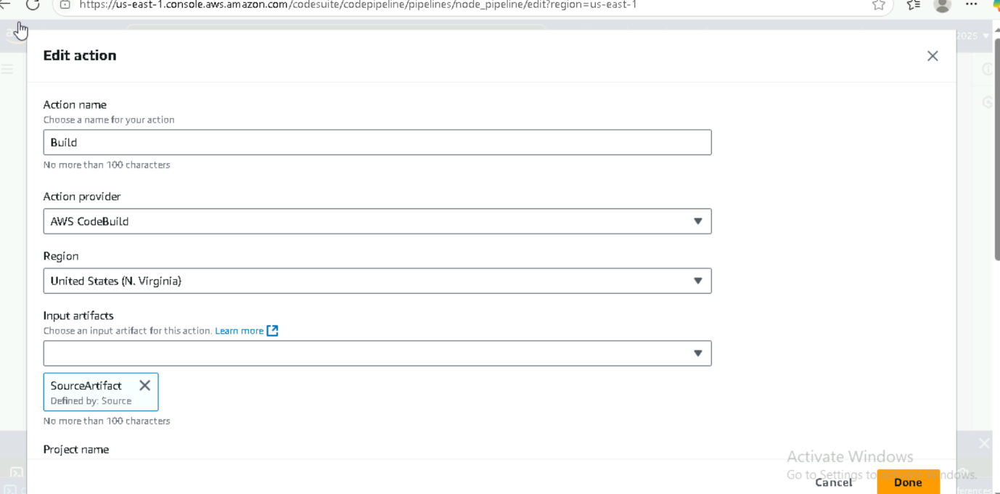 https://us-east-1.console.aws.amazon.com/codesuite/codepipeline/pipelines/node_pipeline/edit?region=us-east-1
2025
Edit action
Action name
Choose a name for your action
Build
No more than 100 characters
Action provider
AWS CodeBuild
Region
United States (N. Virginia)
Input artifacts
Choose an input artifact for this action. Learn more
SourceArtifact
Defined by: Source
No more than 100 characters
Project name
Activate Windows
Go to Settings to
Cancel
Done